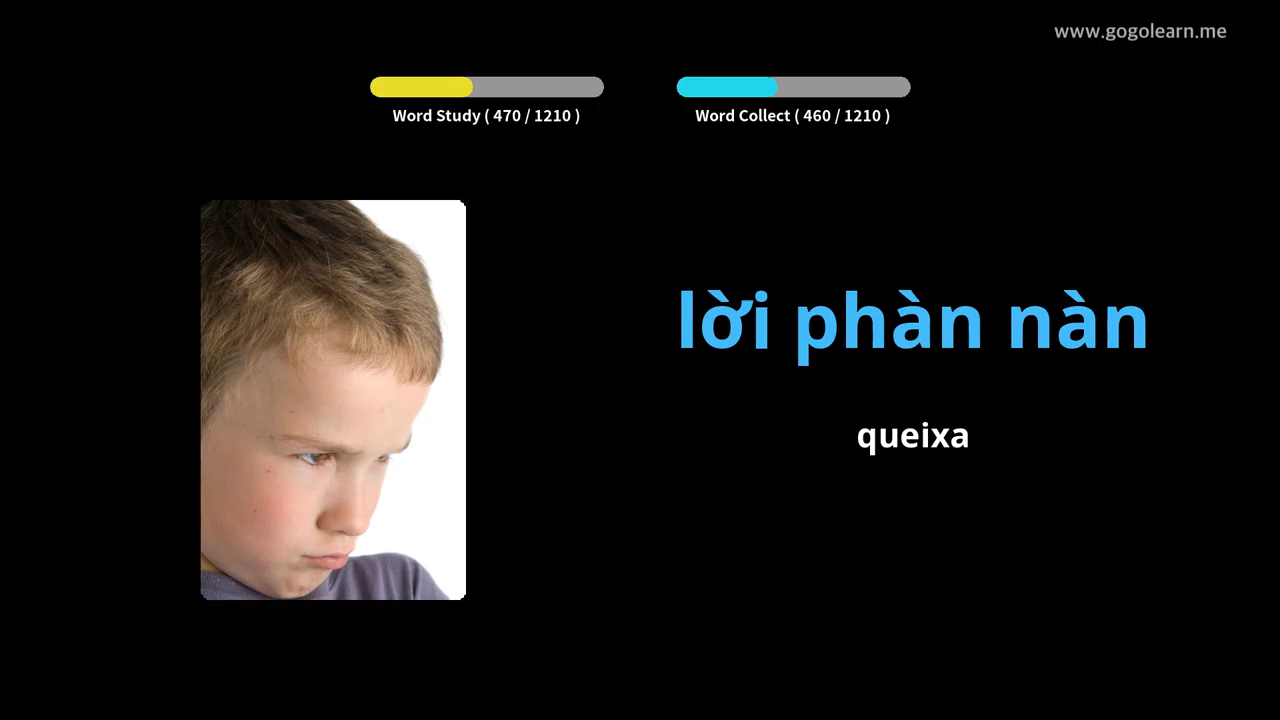 www.gogolearn.me
Word Study ( 470 / 1210 )
Word Collect ( 460 / 1210 )
lời phàn nàn
queixa